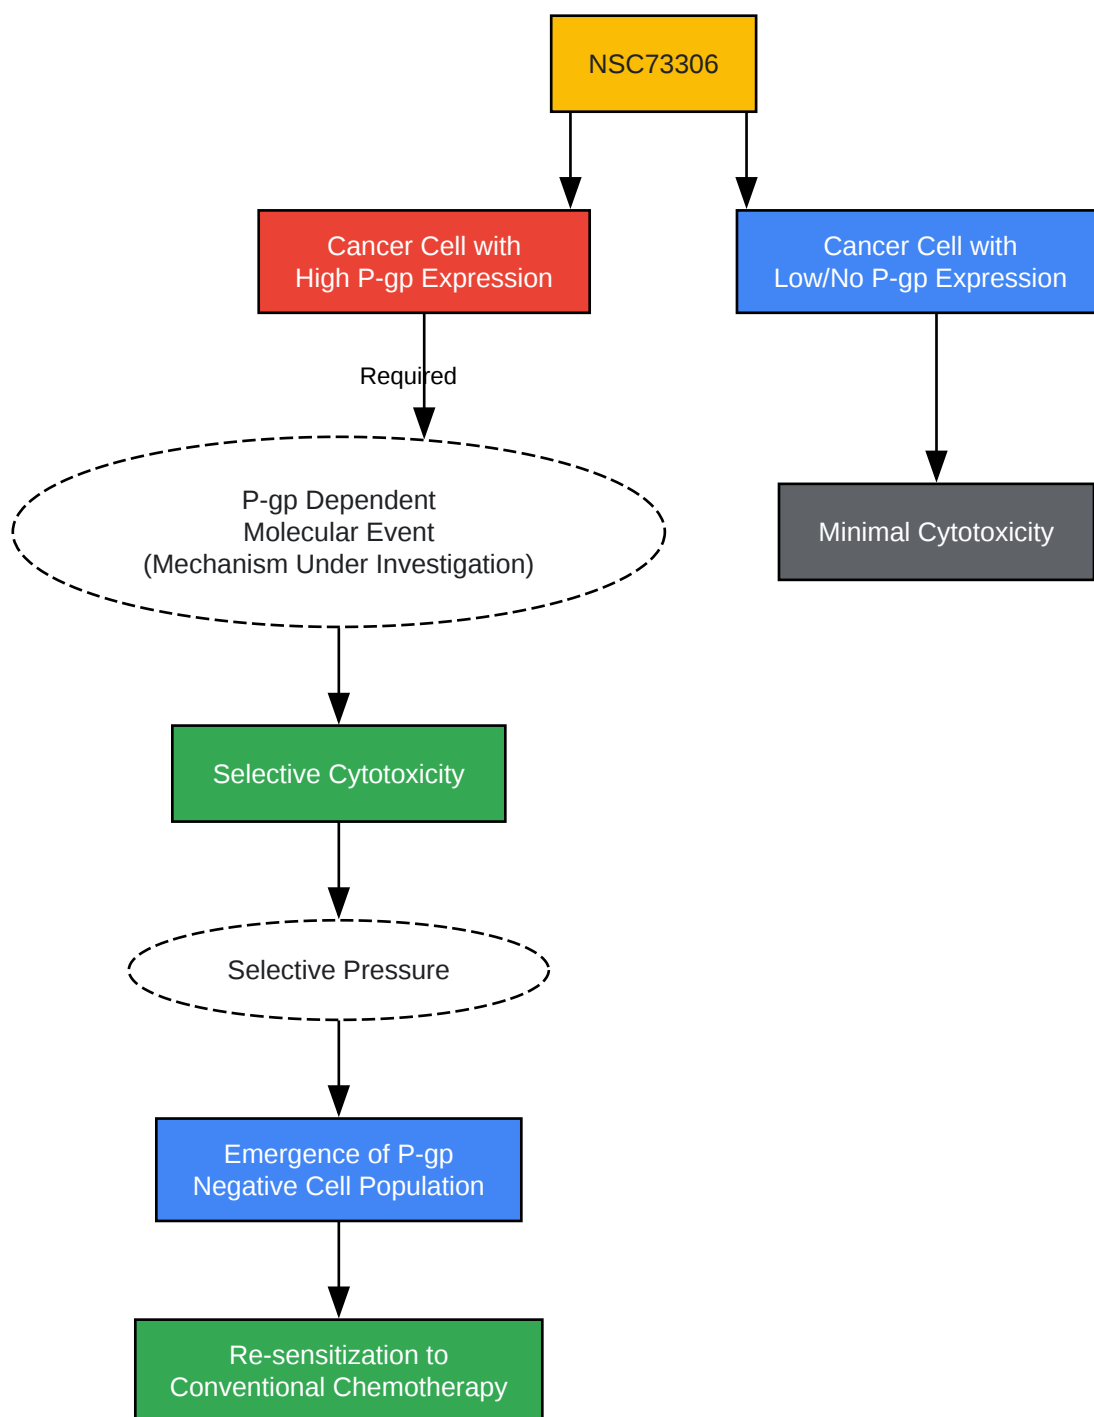 NSC73306
Cancer Cell with
High P-gp Expression
Cancer Cell with
Low/No P-gp Expression
Required
P-gp Dependent
Molecular Event
(Mechanism Under Investigation)
Minimal Cytotoxicity
Selective Cytotoxicity
Selective Pressure
Emergence of P-gp
Negative Cell Population
Re-sensitization to
Conventional Chemotherapy